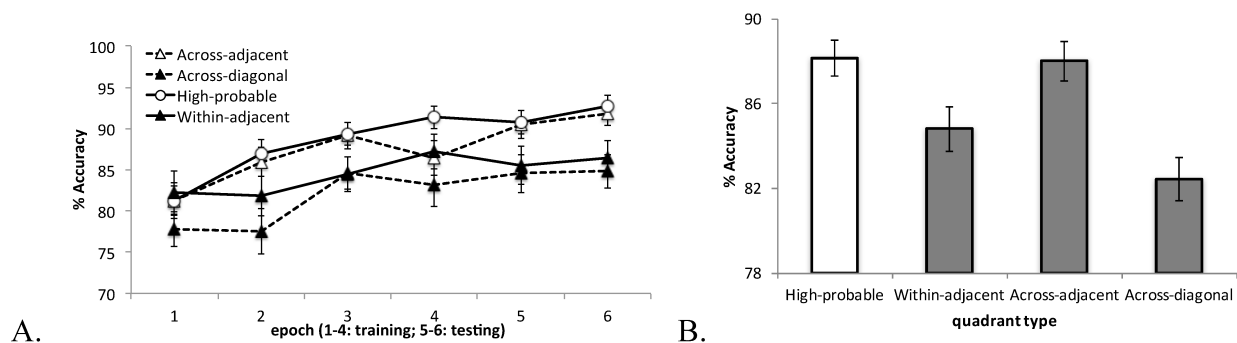 100
95
90
85
80
75
70
% Accuracy
Across-adjacent
Across-diagonal
High-probable
Within-adjacent
1 2 3 4 5 6
epoch (1-4: training; 5-6: testing)
A.
90
86
82
78
% Accuracy
High-probable Within-adjacent Across-adjacent Across-diagonal
quadrant type
B.